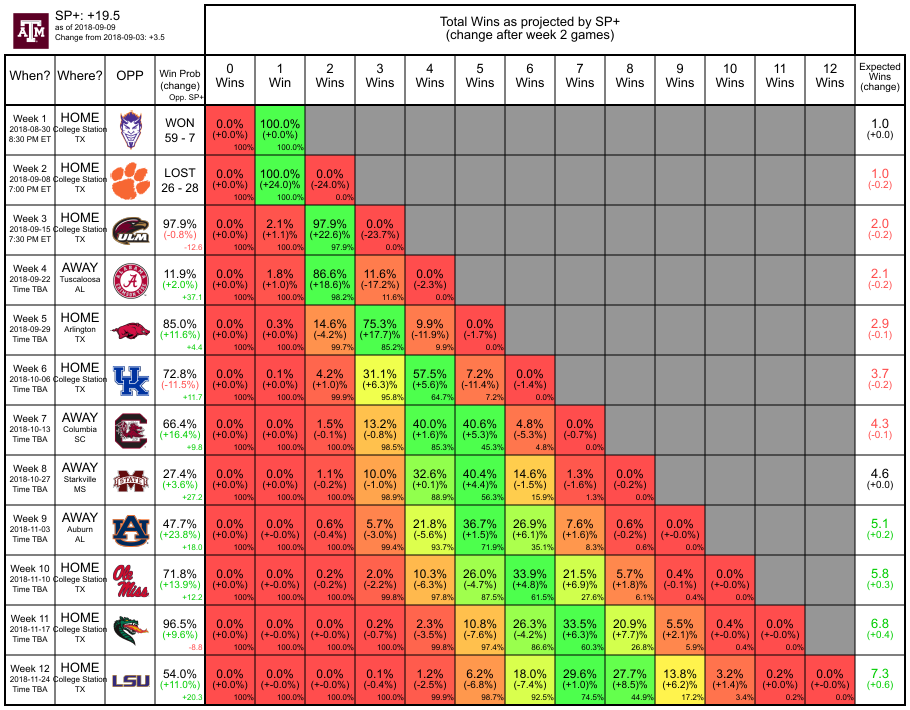 SP+: +19.5
as of 2018-09-09
Change from 2018-09-03: +3.5
Total Wins as projected by SP+
(change after week 2 games)
When? Where? OPP Win Prob (change) Opp. SP+ 0 Wins 1 Win 2 Wins 3 Wins 4 Wins 5 Wins 6 Wins 7 Wins 8 Wins 9 Wins 10 Wins 11 Wins 12 Wins Expected Wins (change)
Week 1 HOME WON 0.0% 100.0% 1.0
2018-08-30 College Station 59 - 7 (+0.0%) (+0.0%) (+0.0)
8:30 PM ET TX 100% 100.0%
Week 2 HOME LOST 0.0% 100.0% 0.0% 1.0
2018-09-08 College Station 26 - 28 (+0.0%) (+24.0)% (-24.0%) (-0.2)
7:00 PM ET TX 100% 100.0% 0.0%
Week 3 HOME ULM 97.9% 0.0% 2.1% 97.9% 0.0% 2.0
2018-09-15 College Station (-0.8%) (+0.0%) (+1.1)% (+22.6)% (-23.7%) (-0.2)
7:30 PM ET TX -12.6 100% 100.0% 97.9% 0.0%
Week 4 AWAY A 11.9% 0.0% 1.8% 86.6% 11.6% 0.0% 2.1
2018-09-22 Tuscaloosa (+2.0%) (+0.0%) (+1.0)% (+18.6)% (-17.2%) (-2.3%) (-0.2)
Time TBA AL +37.1 100% 100.0% 98.2% 11.6% 0.0%
Week 5 HOME 85.0% 0.0% 0.3% 14.6% 75.3% 9.9% 0.0% 2.9
2018-09-29 Arlington (+11.6%) (+0.0%) (+0.0%) (-4.2%) (+17.7)% (-11.9%) (-1.7%) (-0.1)
Time TBA TX +4.4 100% 100.0% 99.7% 85.2% 9.9% 0.0%
Week 6 HOME UK 72.8% 0.0% 0.1% 4.2% 31.1% 57.5% 7.2% 0.0% 3.7
2018-10-06 College Station (-11.5%) (+0.0%) (+0.0%) (+1.0)% (+6.3)% (+5.6)% (-11.4%) (-1.4%) (-0.2)
Time TBA TX +11.7 100% 100.0% 99.9% 95.8% 64.7% 7.2% 0.0%
Week 7 AWAY C 66.4% 0.0% 0.0% 1.5% 13.2% 40.0% 40.6% 4.8% 0.0% 4.3
2018-10-13 Columbia (+16.4%) (+0.0%) (+0.0%) (-0.1%) (-0.8%) (+1.6)% (+5.3)% (-5.3%) (-0.7%) (-0.1)
Time TBA SC +9.8 100% 100.0% 100.0% 98.5% 85.3% 45.3% 4.8% 0.0%
Week 8 AWAY STATE 27.4% 0.0% 0.0% 1.1% 10.0% 32.6% 40.4% 14.6% 1.3% 0.0% 4.6
2018-10-27 Starkville (+3.6%) (+0.0%) (+0.0%) (-0.2%) (-1.0%) (+0.1)% (+4.4)% (-1.5%) (-1.6%) (-0.2%) (+0.0)
Time TBA MS +27.2 100% 100.0% 100.0% 98.9% 88.9% 56.3% 15.9% 1.3% 0.0%
Week 9 AWAY AU 47.7% 0.0% 0.0% 0.6% 5.7% 21.8% 36.7% 26.9% 7.6% 0.6% 0.0% 5.1
2018-11-03 Auburn (+23.8%) (+0.0%) (+-0.0%) (-0.4%) (-3.0%) (-5.6%) (+1.5)% (+6.1%) (+1.6%) (-0.2%) (+-0.0%) (+0.2)
Time TBA AL +18.0 100% 100.0% 100.0% 99.4% 93.7% 71.9% 35.1% 8.3% 0.6% 0.0%
Week 10 HOME Ole Miss 71.8% 0.0% 0.0% 0.2% 2.0% 10.3% 26.0% 33.9% 21.5% 5.7% 0.4% 0.0% 5.8
2018-11-10 College Station (+13.9%) (+0.0%) (+-0.0%) (-0.2%) (-2.2%) (-6.3%) (-4.7%) (+4.8)% (+6.9%) (+1.8)% (-0.1%) (+-0.0%) (+0.3)
Time TBA TX +12.2 100% 100.0% 100.0% 99.8% 97.8% 87.5% 61.5% 27.6% 6.1% 0.4% 0.0%
Week 11 HOME 96.5% 0.0% 0.0% 0.0% 0.2% 2.3% 10.8% 26.3% 33.5% 20.9% 5.5% 0.4% 0.0% 6.8
2018-11-17 College Station (+9.6%) (+0.0%) (+-0.0%) (+-0.0%) (-0.7%) (-3.5%) (-7.6%) (-4.2%) (+6.3)% (+7.7)% (+2.1)% (+-0.0%) (+-0.0%) (+0.4)
Time TBA TX -8.8 100% 100.0% 100.0% 100.0% 99.8% 97.4% 86.6% 60.3% 26.8% 5.9% 0.4% 0.0%
Week 12 HOME LSU 54.0% 0.0% 0.0% 0.0% 0.1% 1.2% 6.2% 18.0% 29.6% 27.7% 13.8% 3.2% 0.2% 0.0% 7.3
2018-11-24 College Station (+11.0%) (+0.0%) (+-0.0%) (+-0.0%) (-0.4%) (-2.5%) (-6.8%) (-7.4%) (+1.0)% (+8.5)% (+6.2)% (+1.4)% (+0.0%) (+-0.0%) (+0.6)
Time TBA TX +20.3 100% 100.0% 100.0% 100.0% 99.9% 98.7% 92.5% 74.5% 44.9% 17.2% 3.4% 0.2% 0.0%